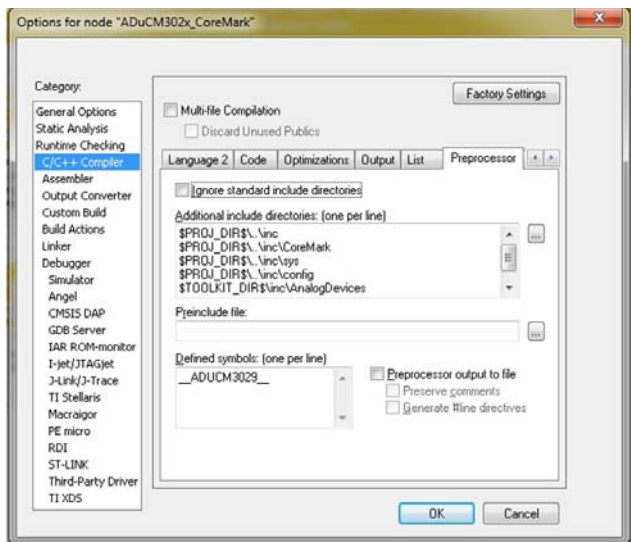 Options for node "ADuCM302x_CoreMark"
Category:
General Options
Static Analysis
Runtime Checking
C/C++ Compiler
Assembler
Output Converter
Custom Build
Build Actions
Linker
Debugger
Simulator
Angel
CMSIS DAP
GDB Server
IAR ROM-monitor
I-jet/JTAGjet
J-Link/J-Trace
TI Stellaris
Macraigor
PE micro
RDI
ST-LINK
Third-Party Driver
TI XDS
Factory Settings
Multi-file Compilation
Discard Unused Publics
Language 2 Code Optimizations Output List Preprocessor
Ignore standard include directories
Additional include directories: (one per line)
$PROJ_DIR$\..\inc
$PROJ_DIR$\..\inc\CoreMark
$PROJ_DIR$\..\inc\sys
$PROJ_DIR$\..\inc\config
$TOOLKIT_DIR$\inc\AnalogDevices
...
Preinclude file:
...
Defined symbols: (one per line)
__ADUCM3029__
Preprocessor output to file
Preserve comments
Generate #line directives
OK Cancel